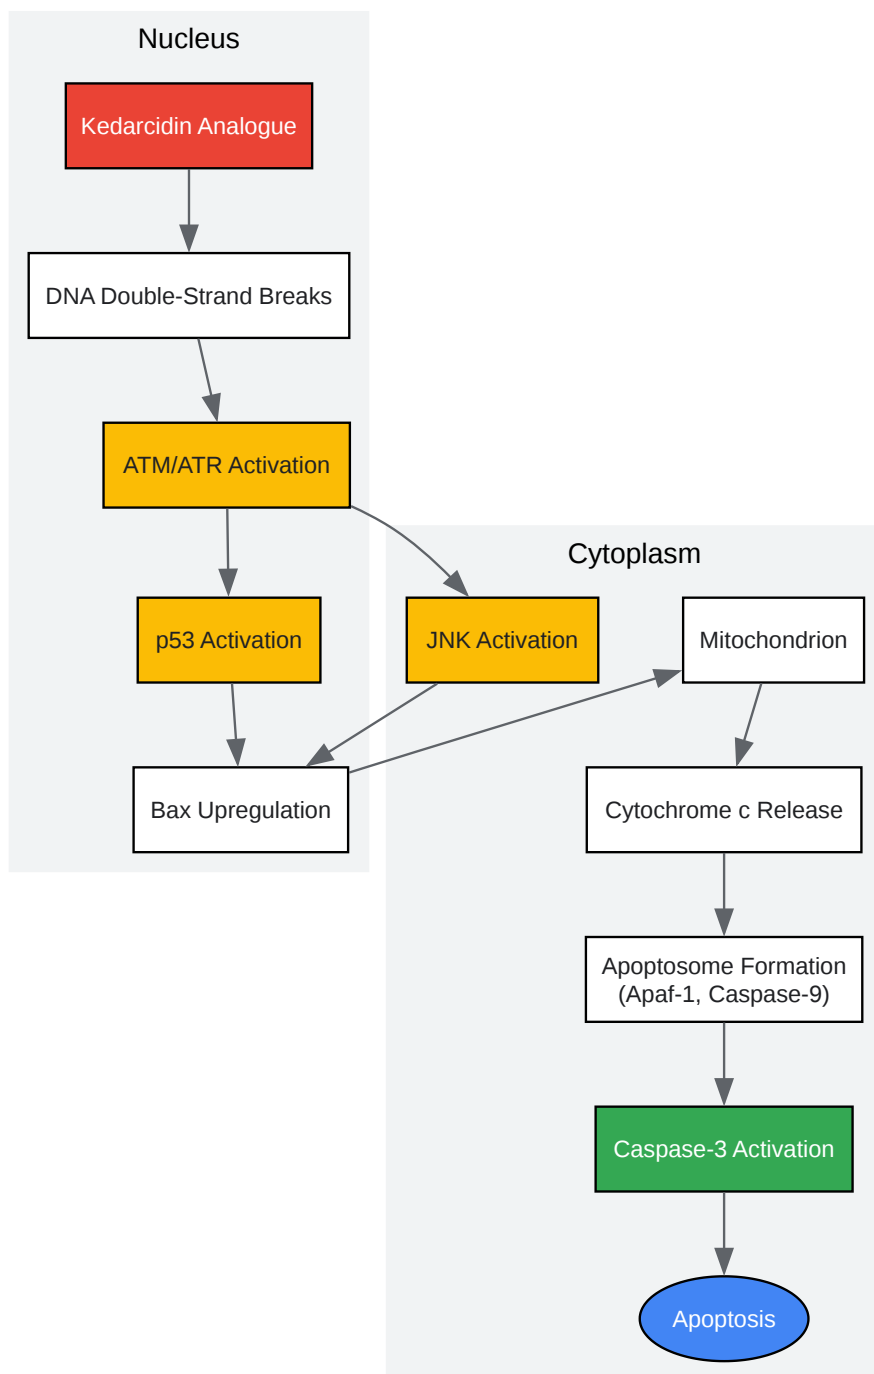 Nucleus
Kedarcidin Analogue
DNA Double-Strand Breaks
ATM/ATR Activation
p53 Activation
Bax Upregulation
Cytoplasm
JNK Activation
Mitochondrion
Cytochrome c Release
Apoptosome Formation
(Apaf-1, Caspase-9)
Caspase-3 Activation
Apoptosis